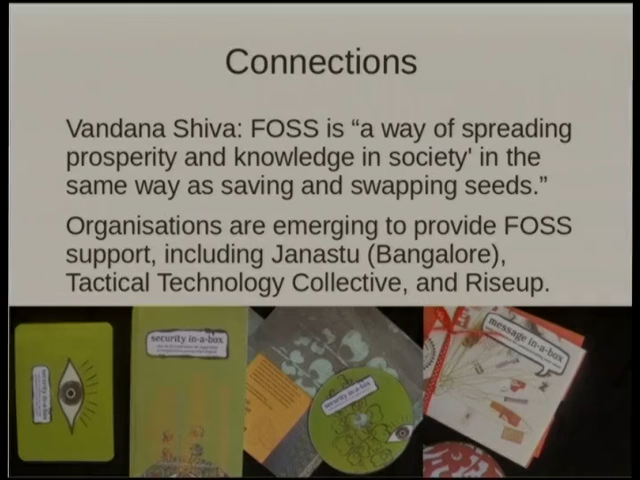 Connections
Vandana Shiva: FOSS is “a way of spreading
prosperity and knowledge in society' in the
same way as saving and swapping seeds.”
Organisations are emerging to provide FOSS
support, including Janastu (Bangalore),
Tactical Technology Collective, and Riseup.
security in-a-box
security in-a-box
security in-a-box
message in-a-box